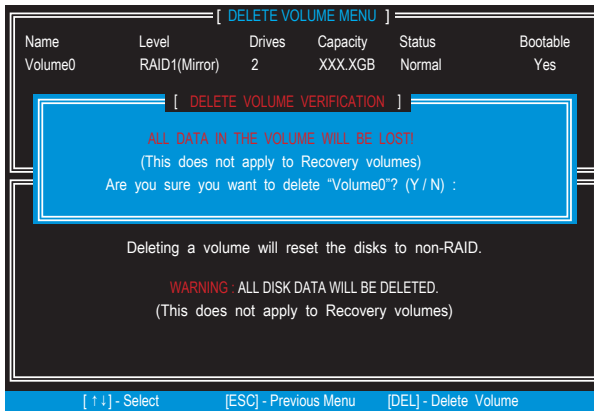 [ DELETE VOLUME MENU ]
Name Level Drives Capacity Status Bootable
Volume0 RAID1(Mirror) 2 XXX.XGB Normal Yes
[ DELETE VOLUME VERIFICATION ]
ALL DATA IN THE VOLUME WILL BE LOST!
(This does not apply to Recovery volumes)
Are you sure you want to delete “Volume0”? (Y / N) :
Deleting a volume will reset the disks to non-RAID.
WARNING : ALL DISK DATA WILL BE DELETED.
(This does not apply to Recovery volumes)
[ ↑↓] - Select [ESC] - Previous Menu [DEL] - Delete Volume